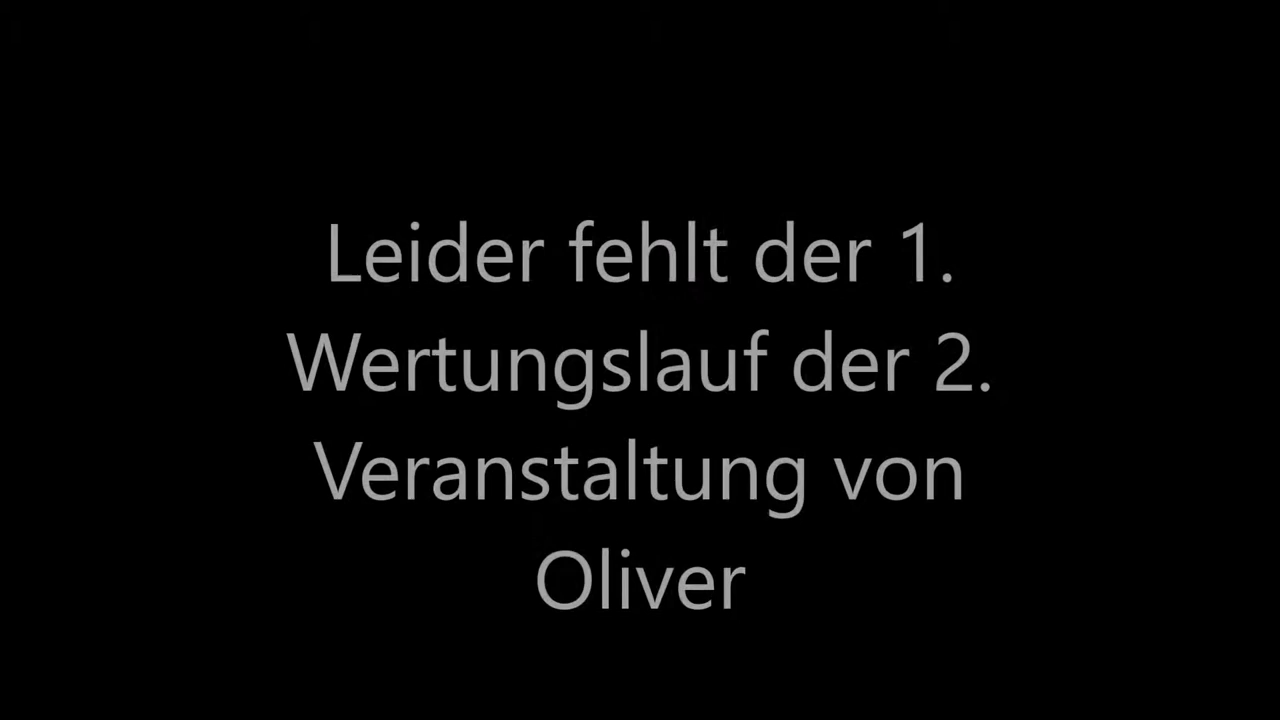 Leider fehlt der 1.
Wertungslauf der 2.
Veranstaltung von
Oliver